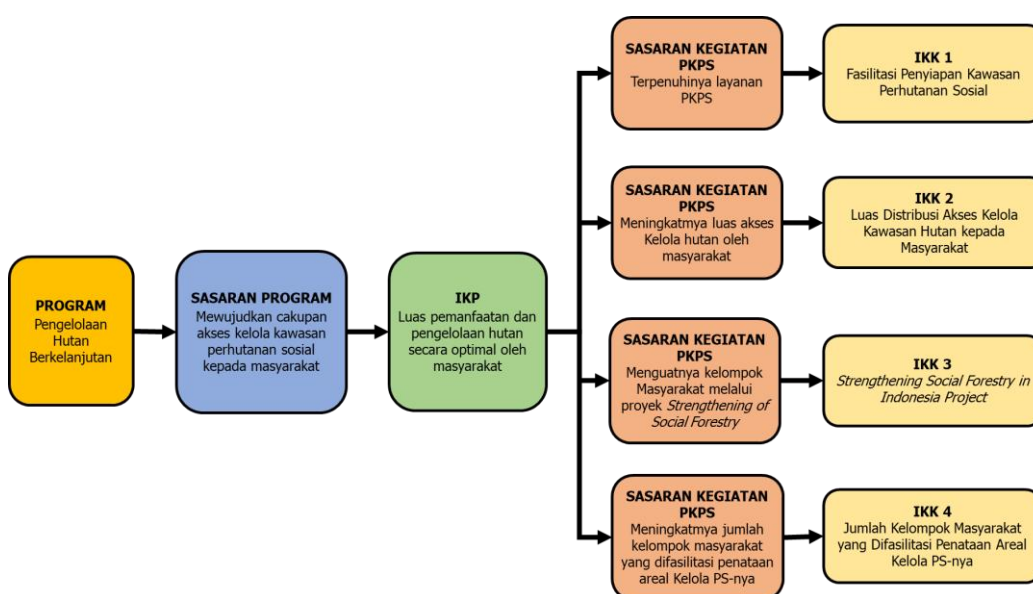 PROGRAM
Pengelolaan
Hutan
Berkelanjutan
SASARAN PROGRAM
Mewujudkan cakupan
akses kelola kawasan
perhutanan sosial
kepada masyarakat
IKP
Luas pemanfaatan dan
pengelolaan hutan
secara optimal oleh
masyarakat
SASARAN KEGIATAN
PKPS
Terpenuhinya layanan
PKPS
IKK 1
Fasilitasi Penyiapan Kawasan
Perhutanan Sosial
SASARAN KEGIATAN
PKPS
Meningkatmya luas akses
Kelola hutan oleh
masyarakat
IKK 2
Luas Distribusi Akses Kelola
Kawasan Hutan kepada
Masyarakat
SASARAN KEGIATAN
PKPS
Menguatnya kelompok
Masyarakat melalui
proyek Strengthening of
Social Forestry
IKK 3
Strengthening Social Forestry in
Indonesia Project
SASARAN KEGIATAN
PKPS
Meningkatmya jumlah
kelompok masyarakat
yang difasilitasi penataan
areal Kelola PS-nya
IKK 4
Jumlah Kelompok Masyarakat
yang Difasilitasi Penataan Areal
Kelola PS-nya